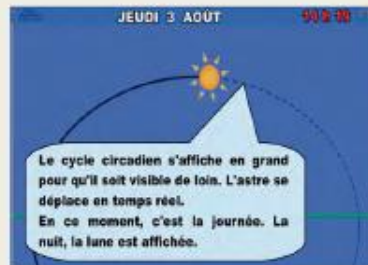 JEUDI 3 AOÛT
Le cycle circadien s'affiche en grand
pour qu'il soit visible de loin. L'astre se
déplace en temps réel.
En ce moment, c'est la journée. La
nuit, la lune est affichée.